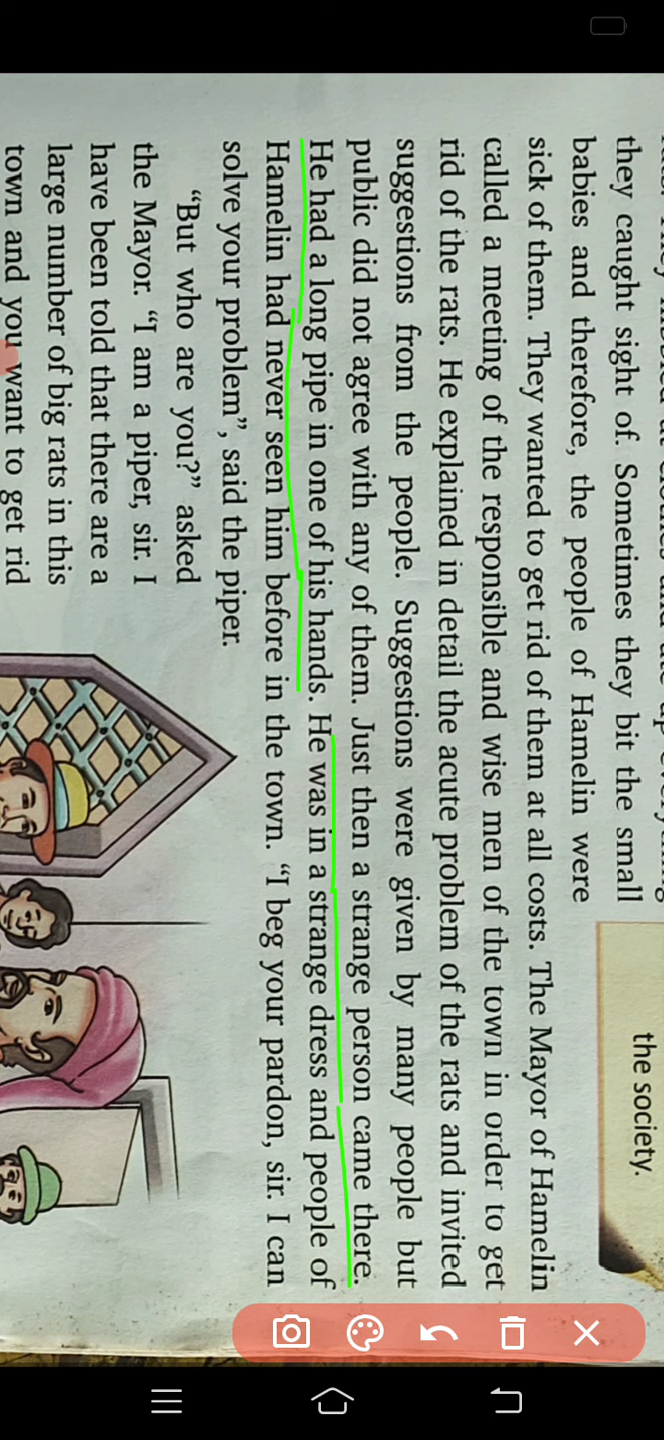 they caught sight of. Sometimes they bit the small
babies and therefore, the people of Hamelin were
sick of them. They wanted to get rid of them at all costs. The Mayor of Hamelin
called a meeting of the responsible and wise men of the town in order to get
rid of the rats. He explained in detail the acute problem of the rats and invited
suggestions from the people. Suggestions were given by many people but
public did not agree with any of them. Just then a strange person came there.
He had a long pipe in one of his hands. He was in a strange dress and people of
Hamelin had never seen him before in the town. “I beg your pardon, sir. I can
solve your problem”, said the piper.
“But who are you?” asked
the Mayor. “I am a piper, sir. I
have been told that there are a
large number of big rats in this
town and you want to get rid
the society.